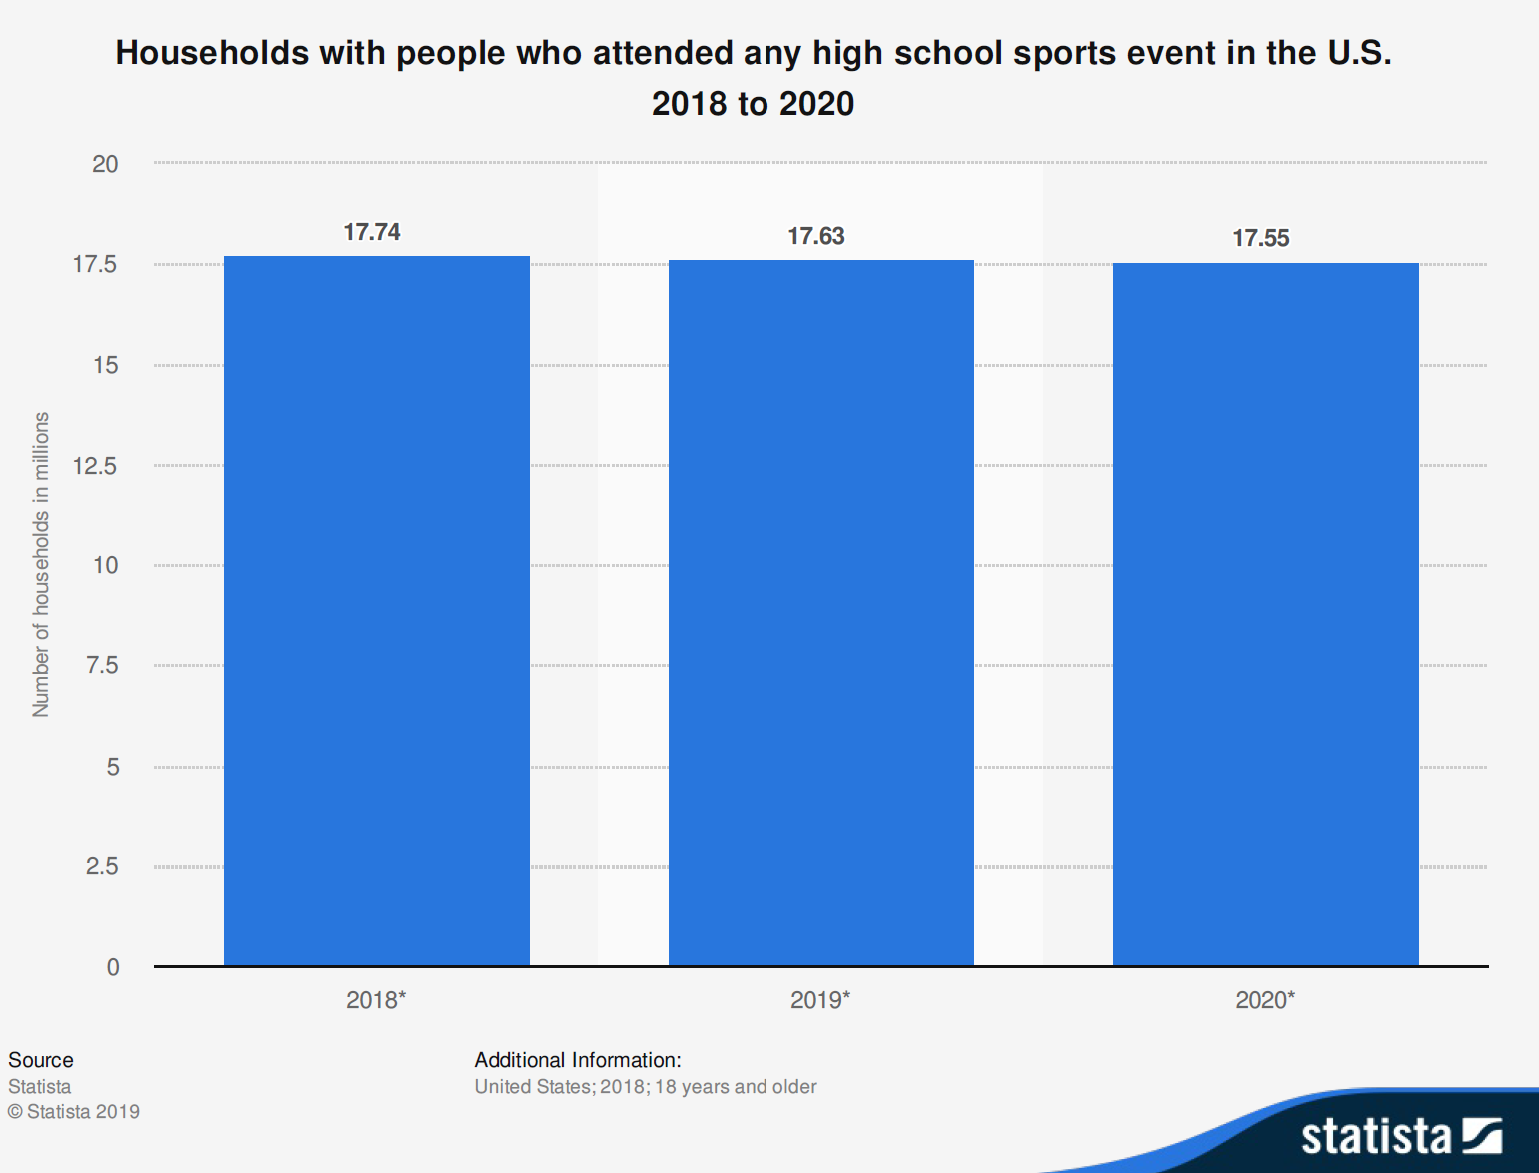 Households with people who attended any high school sports event in the U.S.
2018 to 2020
20
17.5
15
12.5
10
7.5
5
2.5
0
Number of households in millions
17.74
17.63
17.55
2018*
2019*
2020*
Source
Statista
© Statista 2019
Additional Information:
United States; 2018; 18 years and older
statista